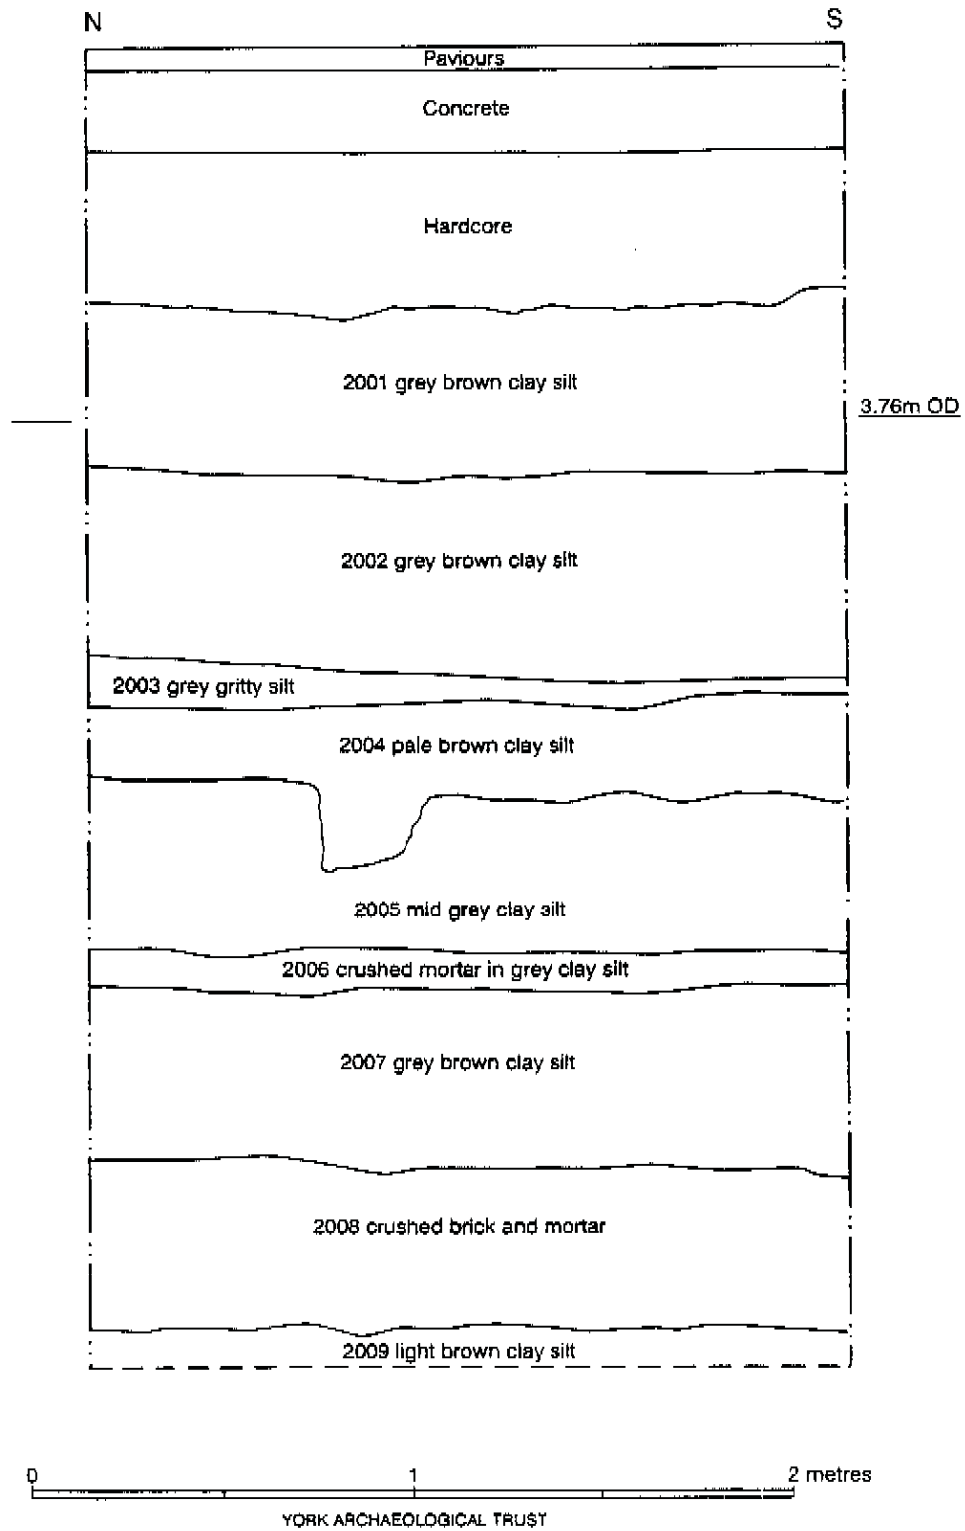 N S
Paviours
Concrete
Hardcore
2001 grey brown clay silt
3.76m OD
2002 grey brown clay silt
2003 grey gritty silt
2004 pale brown clay silt
2005 mid grey clay silt
2006 crushed mortar in grey clay silt
2007 grey brown clay silt
2008 crushed brick and mortar
2009 light brown clay silt
0 1 2 metres
YORK ARCHAEOLOGICAL TRUST